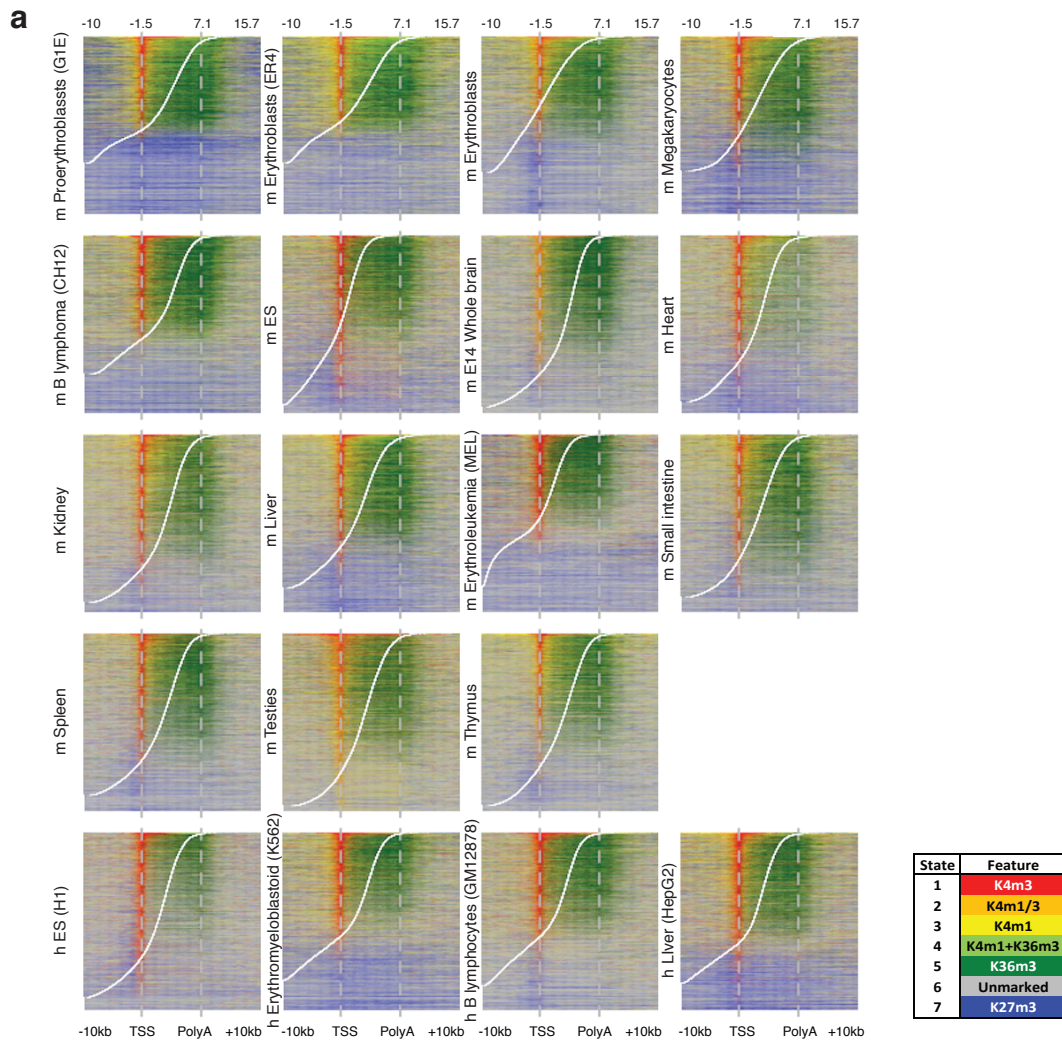 a
-10 -1.5 7.1 15.7 -10 -1.5 7.1 15.7 -10 -1.5 7.1 15.7 -10 -1.5 7.1 15.7
m Proerythroblassts (G1E)
m Erythroblasts (ER4)
m Erythroblasts
m Megakaryocytes
m B lymphoma (CH12)
m ES
m E14 Whole brain
m Heart
m Kidney
m Liver
m Erythroleukemia (MEL)
m Small intestine
m Spleen
m Testies
m Thymus
h ES (H1)
h Erythromyeloblastoid (K562)
h B lymphocytes (GM12878)
h LIver (HepG2)
-10kb TSS PolyA +10kb -10kb TSS PolyA +10kb -10kb TSS PolyA +10kb -10kb TSS PolyA +10kb
State Feature
1 K4m3
2 K4m1/3
3 K4m1
4 K4m1+K36m3
5 K36m3
6 Unmarked
7 K27m3